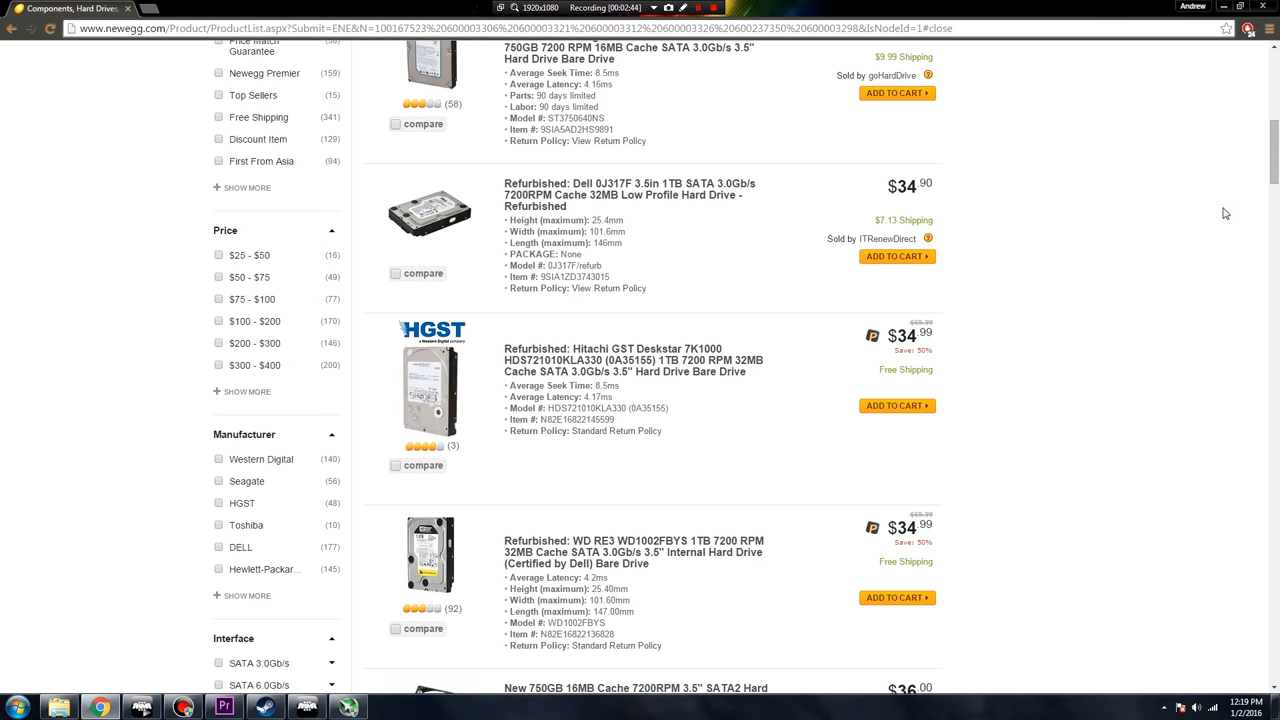 Components, Hard Drives,
1920x1080
Recording [00:02:44]
Andrew
www.newegg.com/Product/ProductList.aspx?Submit=ENE&N=100167523%20600003306%20600003321%20600003312%20600003326%20600237350%20600003298&IsNodeId=1#close
24
Price Match
Guarantee
Newegg Premier (159)
Top Sellers (15)
Free Shipping (341)
Discount Item (129)
First From Asia (94)
+ SHOW MORE
Price
$25 - $50 (16)
$50 - $75 (49)
$75 - $100 (77)
$100 - $200 (170)
$200 - $300 (146)
$300 - $400 (200)
+ SHOW MORE
Manufacturer
Western Digital (140)
Seagate (56)
HGST (48)
Toshiba (10)
DELL (177)
Hewlett-Packar... (145)
+ SHOW MORE
Interface
SATA 3.0Gb/s
SATA 6.0Gb/s
750GB 7200 RPM 16MB Cache SATA 3.0Gb/s 3.5"
Hard Drive Bare Drive
• Average Seek Time: 8.5ms
• Average Latency: 4.16ms
• Parts: 90 days limited
• Labor: 90 days limited
• Model #: ST3750640NS
• Item #: 9SIA5AD2HS9891
• Return Policy: View Return Policy
(58)
compare
$9.99 Shipping
Sold by goHardDrive
ADD TO CART
Refurbished: Dell 0J317F 3.5in 1TB SATA 3.0Gb/s
7200RPM Cache 32MB Low Profile Hard Drive -
Refurbished
• Height (maximum): 25.4mm
• Width (maximum): 101.6mm
• Length (maximum): 146mm
• PACKAGE: None
• Model #: 0J317F/refurb
• Item #: 9SIA1ZD3743015
• Return Policy: View Return Policy
compare
$34.90
$7.13 Shipping
Sold by ITRenewDirect
ADD TO CART
HGST
a Western Digital company
Refurbished: Hitachi GST Deskstar 7K1000
HDS721010KLA330 (0A35155) 1TB 7200 RPM 32MB
Cache SATA 3.0Gb/s 3.5" Hard Drive Bare Drive
• Average Seek Time: 8.5ms
• Average Latency: 4.17ms
• Model #: HDS721010KLA330 (0A35155)
• Item #: N82E16822145599
• Return Policy: Standard Return Policy
(3)
compare
$69.99
P $34.99
Save: 50%
Free Shipping
ADD TO CART
Refurbished: WD RE3 WD1002FBYS 1TB 7200 RPM
32MB Cache SATA 3.0Gb/s 3.5" Internal Hard Drive
(Certified by Dell) Bare Drive
• Average Latency: 4.2ms
• Height (maximum): 25.40mm
• Width (maximum): 101.60mm
• Length (maximum): 147.00mm
• Model #: WD1002FBYS
• Item #: N82E16822136828
• Return Policy: Standard Return Policy
(92)
compare
$69.99
P $34.99
Save: 50%
Free Shipping
ADD TO CART
New 750GB 16MB Cache 7200RPM 3.5" SATA2 Hard
$36.00
Pr
12:19 PM
1/2/2016